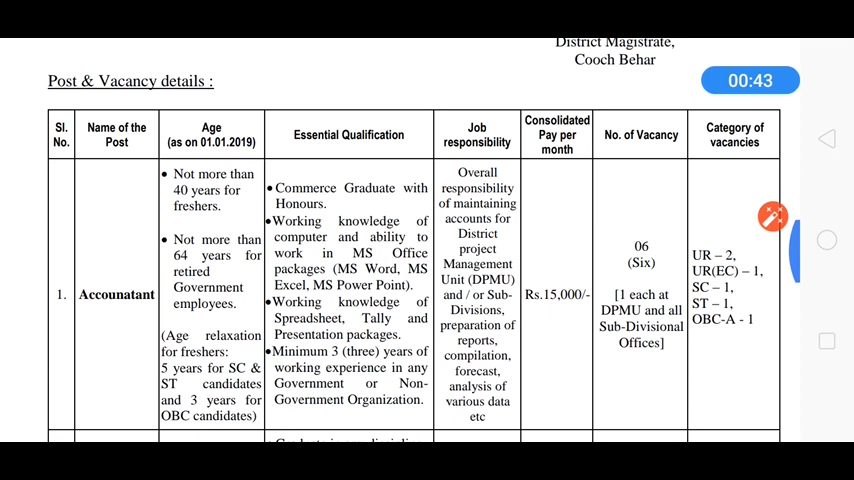 District Magistrate,
Cooch Behar
00:43
Post & Vacancy details :
Sl. No.
Name of the Post
Age (as on 01.01.2019)
Essential Qualification
Job responsibility
Consolidated Pay per month
No. of Vacancy
Category of vacancies
1.
Accounatant
• Not more than
40 years for
freshers.
• Not more than
64 years for
retired
Government
employees.
(Age relaxation
for freshers:
5 years for SC &
ST candidates
and 3 years for
OBC candidates)
• Commerce Graduate with
Honours.
• Working knowledge of
computer and ability to
work in MS Office
packages (MS Word, MS
Excel, MS Power Point).
• Working knowledge of
Spreadsheet, Tally and
Presentation packages.
• Minimum 3 (three) years of
working experience in any
Government or Non-
Government Organization.
Overall
responsibility
of maintaining
accounts for
District
project
Management
Unit (DPMU)
and / or Sub-
Divisions,
preparation of
reports,
compilation,
forecast,
analysis of
various data
etc
Rs.15,000/-
06
(Six)
[1 each at
DPMU and all
Sub-Divisional
Offices]
UR – 2,
UR(EC) – 1,
SC – 1,
ST – 1,
OBC-A - 1